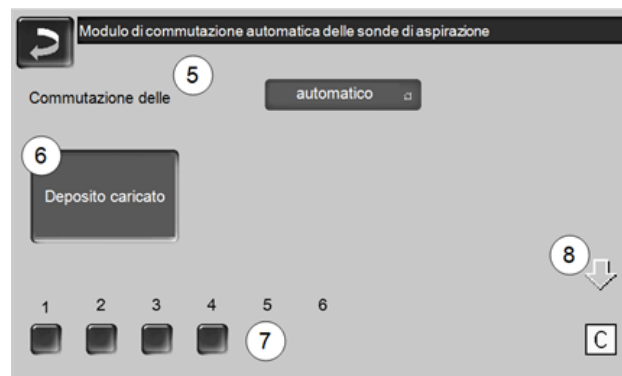 Modulo di commutazione automatica delle sonde di aspirazione
5
Commutazione delle
automatico
6
Deposito caricato
8
1 2 3 4 5 6
7
C